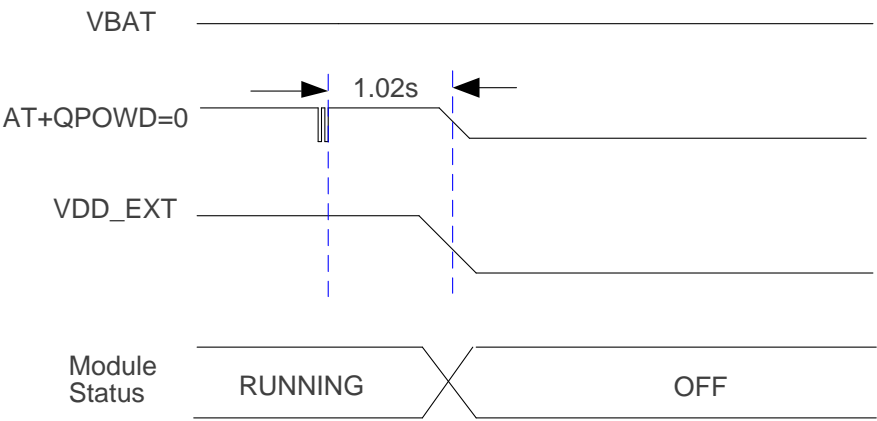 VBAT
1.02s
AT+QPOWD=0
VDD_EXT
Module
Status
RUNNING
OFF